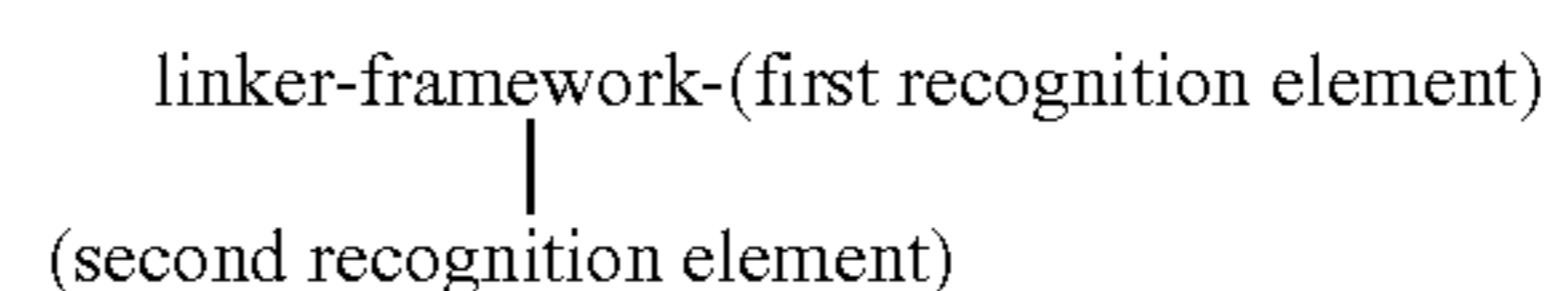 linker-framework-(first recognition element)
(second recognition element)